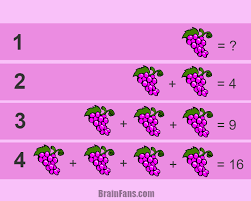 1 = ?
2 + = 4
3 + + = 9
4 + + + = 16
BrainFans.com